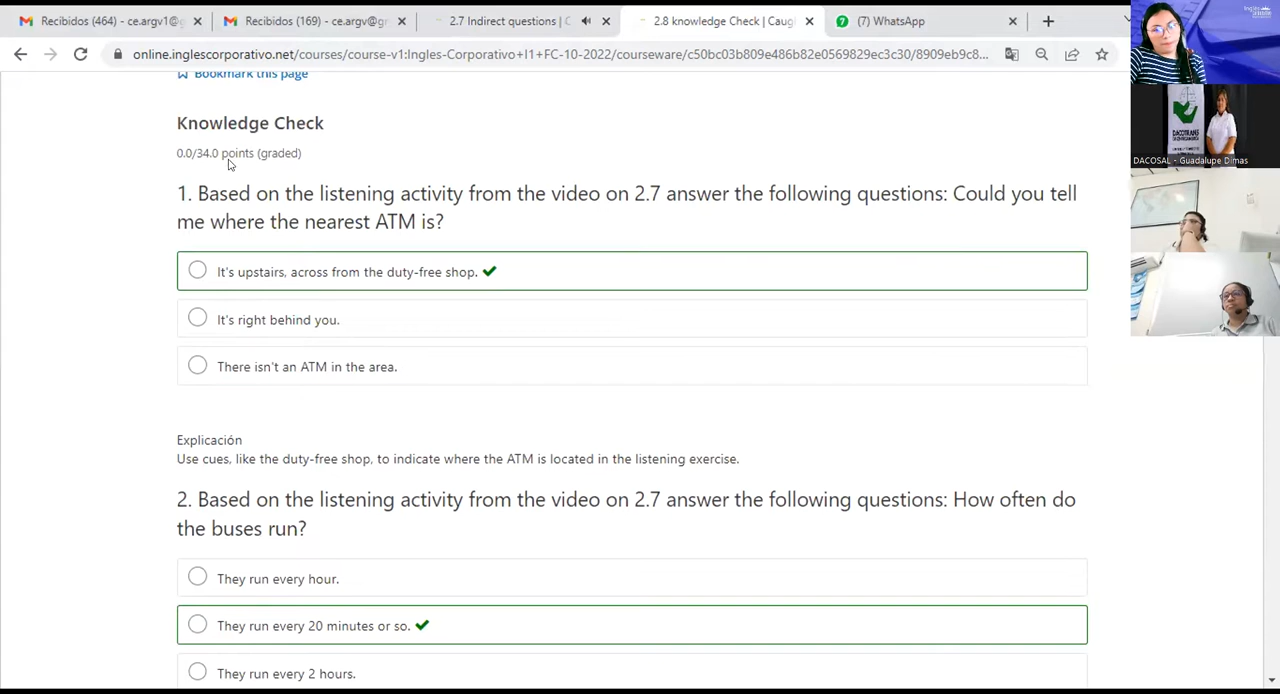 Recibidos (464) - ce.argv1@g
Recibidos (169) - ce.argv@gr
2.7 Indirect questions | C
2.8 knowledge Check | Caug
(7) WhatsApp
online.inglescorporativo.net/courses/course-v1:Ingles-Corporativo+I1+FC-10-2022/courseware/c50bc05b809e486b82e0569829ec3c30/8909eb9c8...
Bookmark this page
Knowledge Check
0.0/34.0 points (graded)
1. Based on the listening activity from the video on 2.7 answer the following questions: Could you tell
me where the nearest ATM is?
It's upstairs, across from the duty-free shop.
It's right behind you.
There isn't an ATM in the area.
Explicación
Use cues, like the duty-free shop, to indicate where the ATM is located in the listening exercise.
2. Based on the listening activity from the video on 2.7 answer the following questions: How often do
the buses run?
They run every hour.
They run every 20 minutes or so.
They run every 2 hours.
DACOTRANS
DACOSAL - Guadalupe Dimas